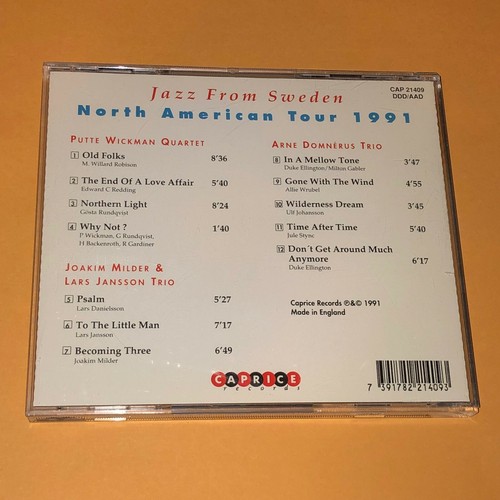 Jazz From Sweden
CAP 21409
DDD/AAD
North American Tour 1991
PUTTE WICKMAN QUARTET
1 Old Folks 8'36
M. Willard Robison
2 The End Of A Love Affair 5'40
Edward C Redding
3 Northern Light 8'24
Gösta Rundqvist
4 Why Not ? 1'40
P Wickman, G Rundqvist,
H Backenroth, R Gardiner
JOAKIM MILDER &
LARS JANSSON TRIO
5 Psalm 5'27
Lars Danielsson
6 To The Little Man 7'17
Lars Jansson
7 Becoming Three 6'49
Joakim Milder
ARNE DOMNÉRUS TRIO
8 In A Mellow Tone 3'47
Duke Ellington/Milton Gabler
9 Gone With The Wind 4'55
Allie Wrubel
10 Wilderness Dream 3'45
Ulf Johansson
11 Time After Time 5'40
Jule Styne
12 Don´t Get Around Much
Anymore 6'17
Duke Ellington
Caprice Records ℗&© 1991
Made in England
CAPRICE
records
7 391782 214093